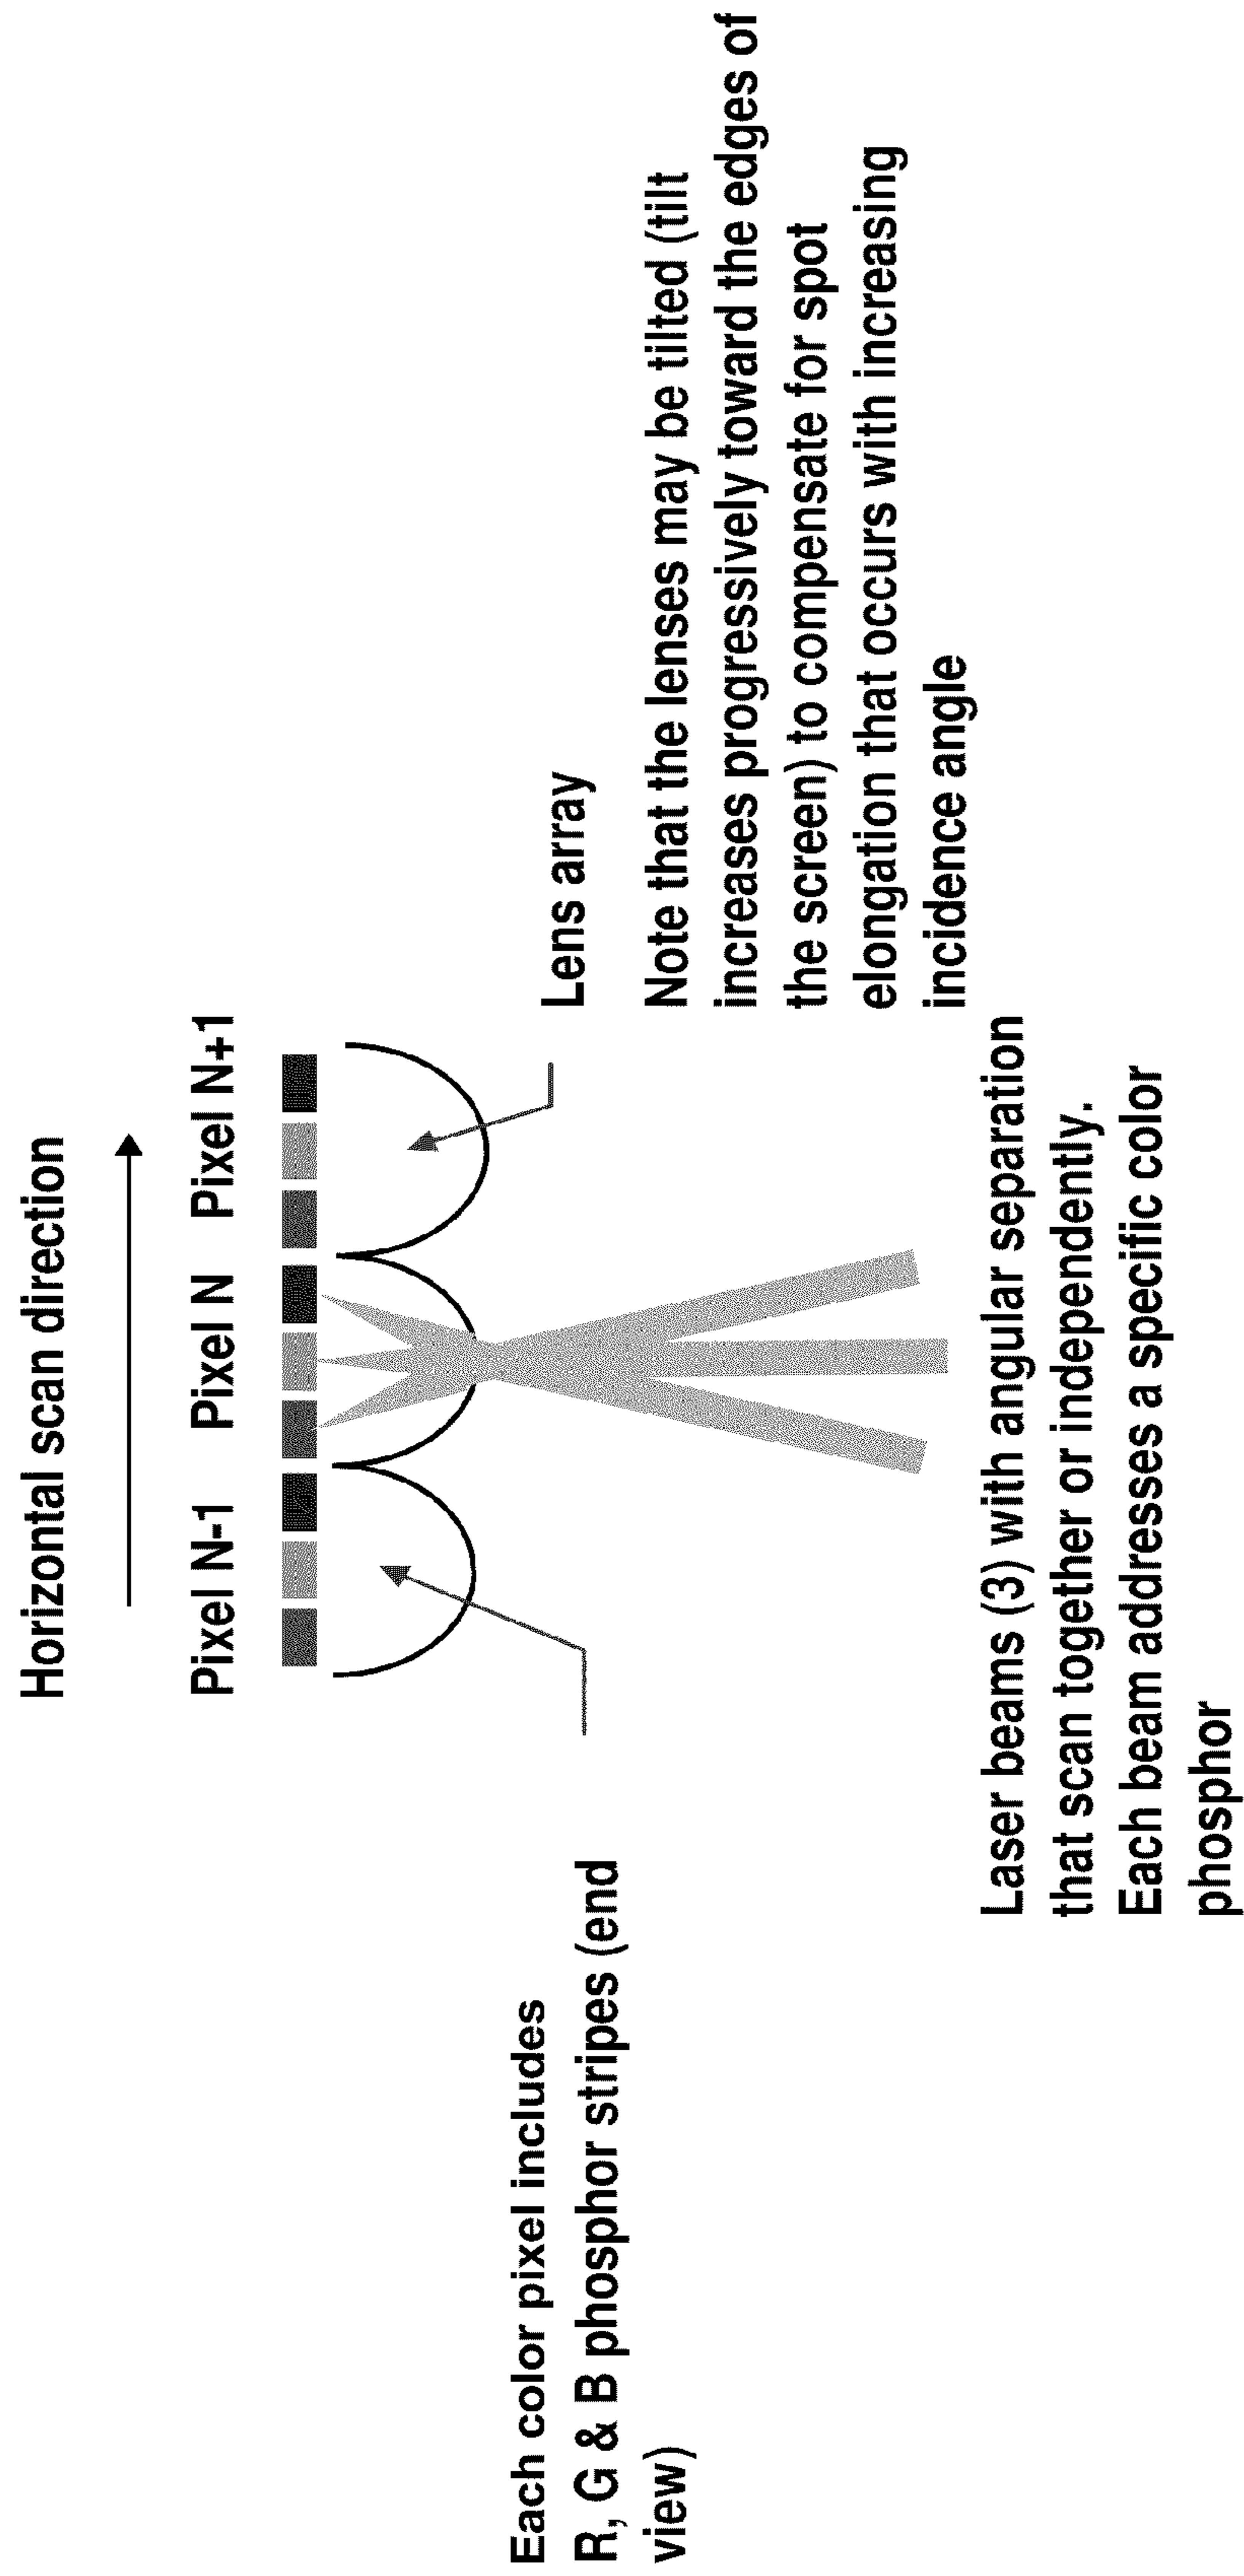 Horizontal scan direction
Pixel N-1
Pixel N
Pixel N+1
Each color pixel includes
R, G & B phosphor stripes (end
view)
Lens array
Note that the lenses may be tilted (tilt
increases progressively toward the edges of
the screen) to compensate for spot
elongation that occurs with increasing
incidence angle
Laser beams (3) with angular separation
that scan together or independently.
Each beam addresses a specific color
phosphor